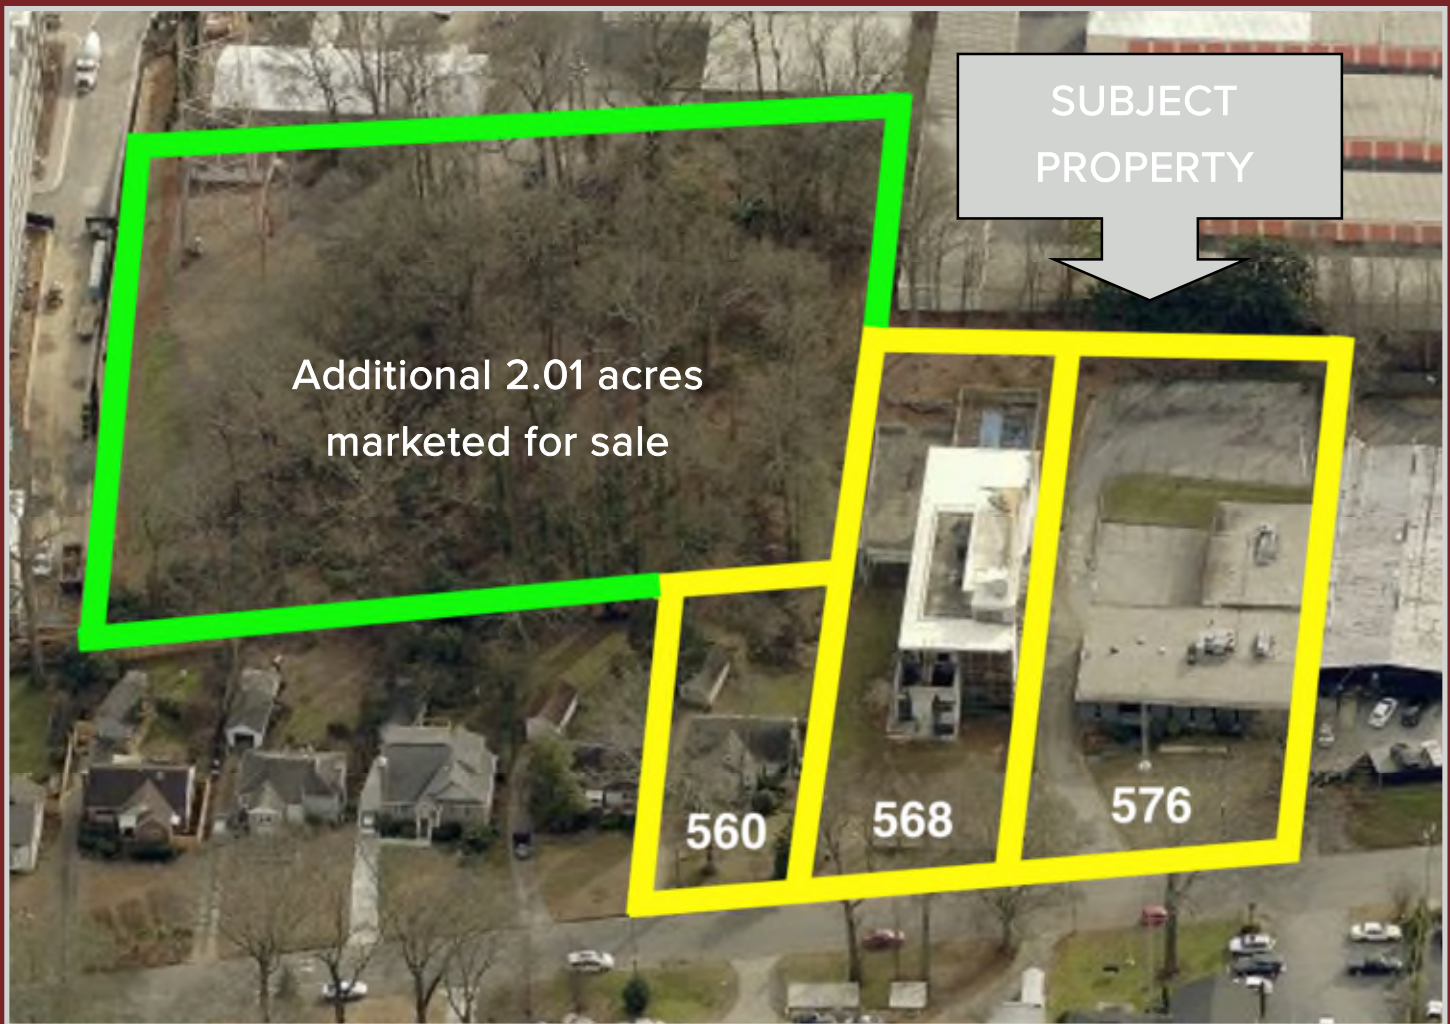 SUBJECT
PROPERTY
Additional 2.01 acres
marketed for sale
560
568
576